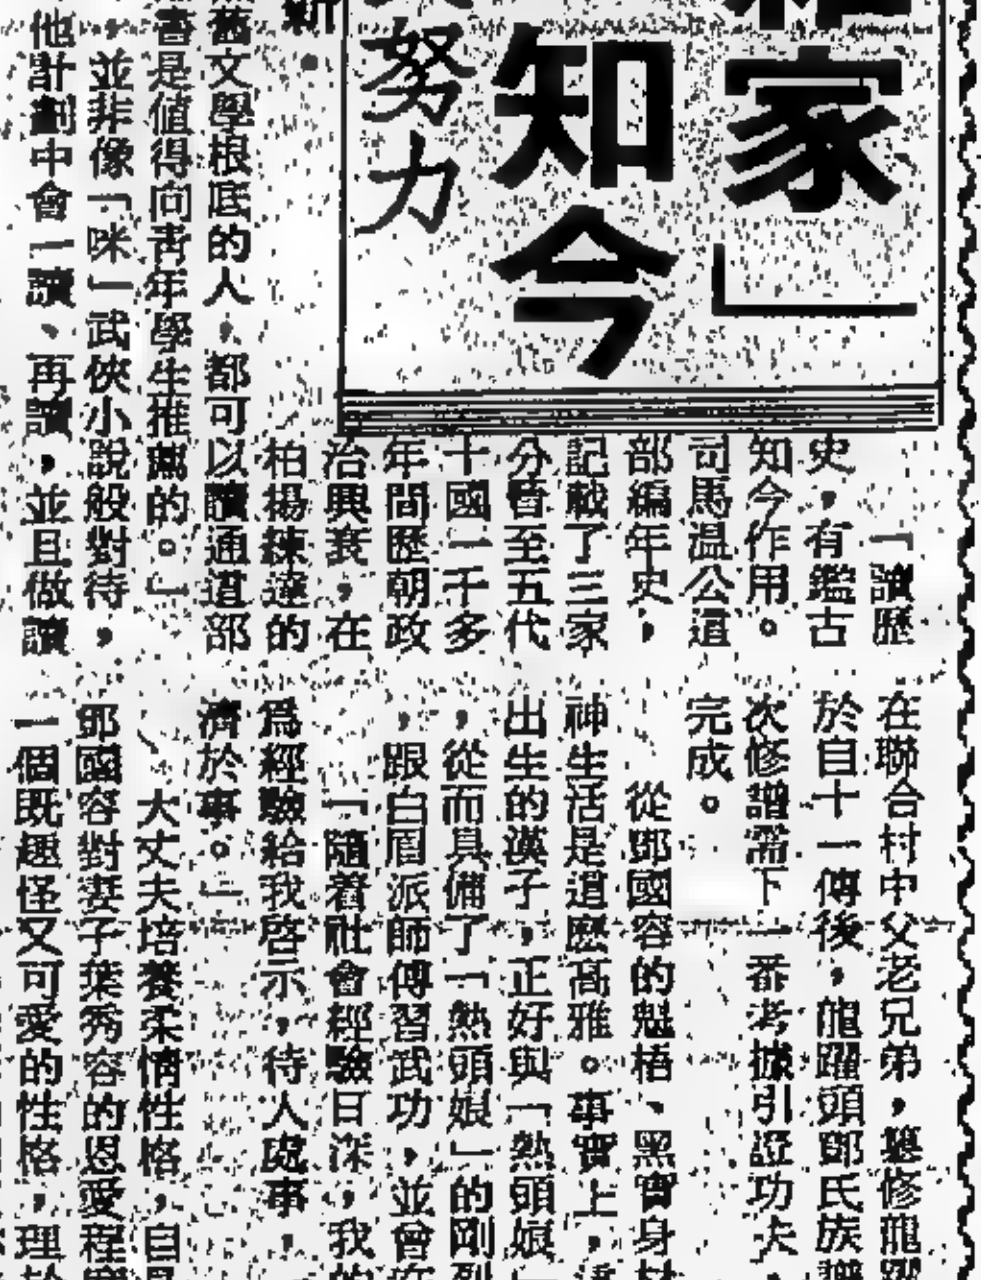 家」
知今
努力
「讀歷
史，有鑑古
知今作用。
司馬温公這
部編年史，
記載了三家
分晉至五代
十國一千多
年間歷朝政
治興衰，在
柏楊練達的
舊文學根底的人，都可以讀通這部
書是值得向靑年學生推薦的。」
，並非像「咪」武俠小說般對待，
他計劃中會一讀、再讀，並且做讀
新
在聯合村中父老兄弟，懇修龍躍
於自十一傳後，龍躍頭鄧氏族譜
次修譜需下一番考據引證功夫，
完成。
從鄧國容的魁梧、黑實身材
神生活是這麼高雅。事實上，
出生的漢子，正好與「熱頭娘」
，從而具備了「熱頭娘」的剛烈
，跟白眉派師傅習武功，並曾
「隨着社會經驗日深，我的
爲經驗給我啓示，待人處事，
濟於事。」
大丈夫培養柔情性格，自
鄧國容對妻子葉秀容的恩愛程
一個既趣怪又可愛的性格，理